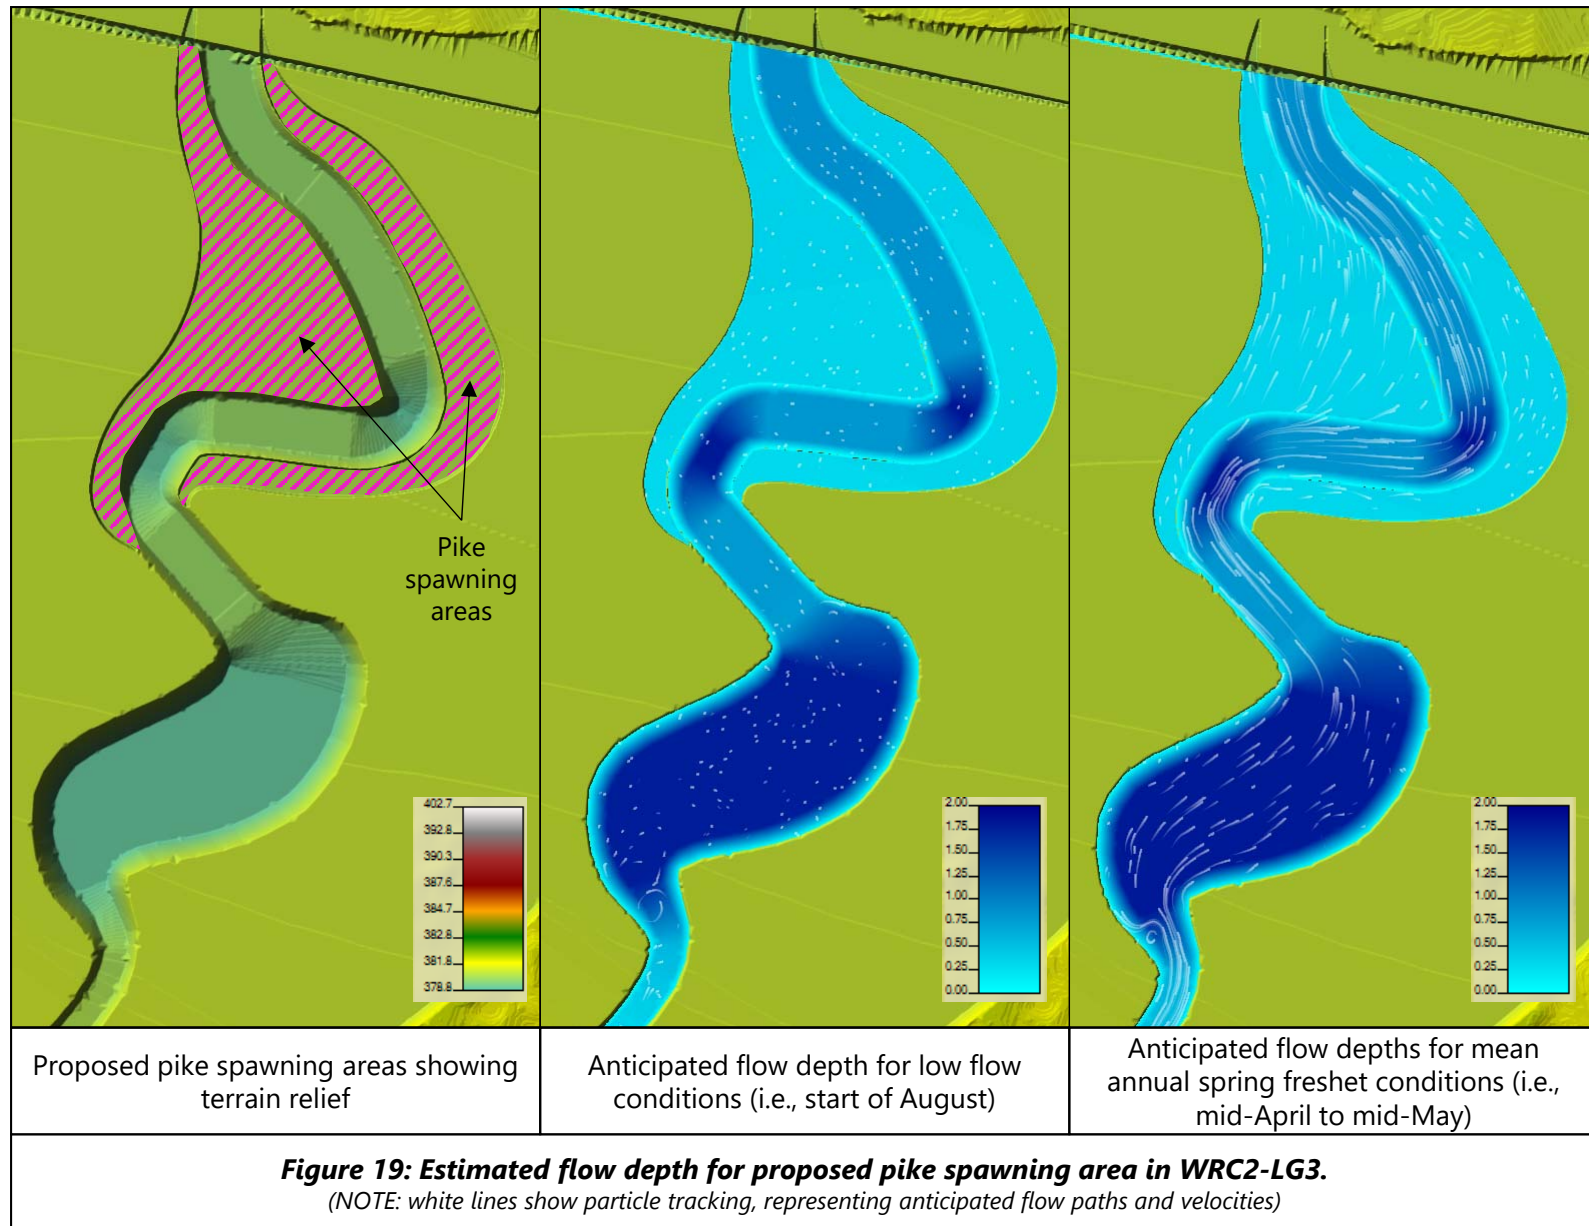 Pike
spawning
areas
402.7
392.8
390.3
387.6
384.7
382.8
381.8
378.8
2.00
1.75
1.50
1.25
1.00
0.75
0.50
0.25
0.00
2.00
1.75
1.50
1.25
1.00
0.75
0.50
0.25
0.00
Proposed pike spawning areas showing
terrain relief
Anticipated flow depth for low flow
conditions (i.e., start of August)
Anticipated flow depths for mean
annual spring freshet conditions (i.e.,
mid-April to mid-May)
Figure 19: Estimated flow depth for proposed pike spawning area in WRC2-LG3.
(NOTE: white lines show particle tracking, representing anticipated flow paths and velocities)